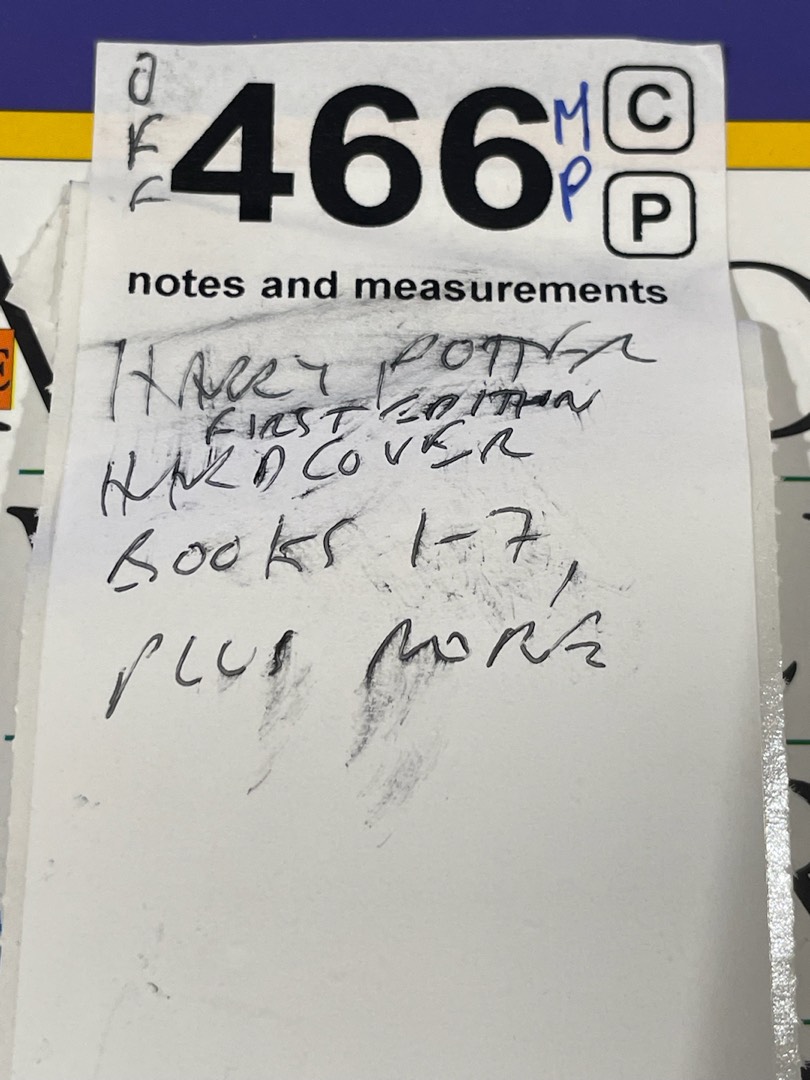 466
M
P
C
P
notes and measurements
HARRY POTTER
FIRST EDITION
HARDCOVER
BOOKS 1-7,
PLUS MORE